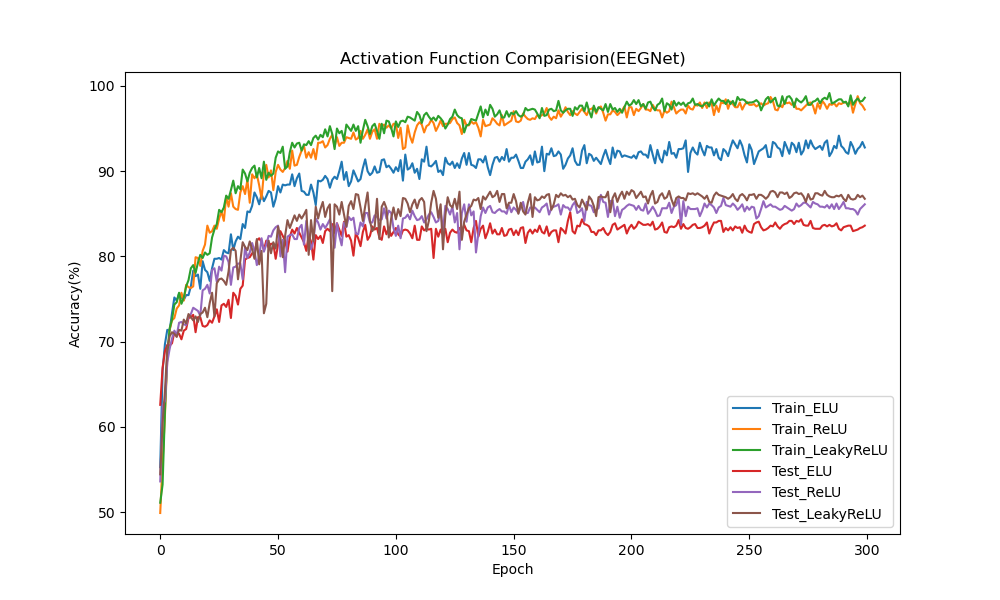 Activation Function Comparision(EEGNet)
Accuracy(%)
100
90
80
70
60
50
0 50 100 150 200 250 300
Epoch
Train_ELU
Train_ReLU
Train_LeakyReLU
Test_ELU
Test_ReLU
Test_LeakyReLU